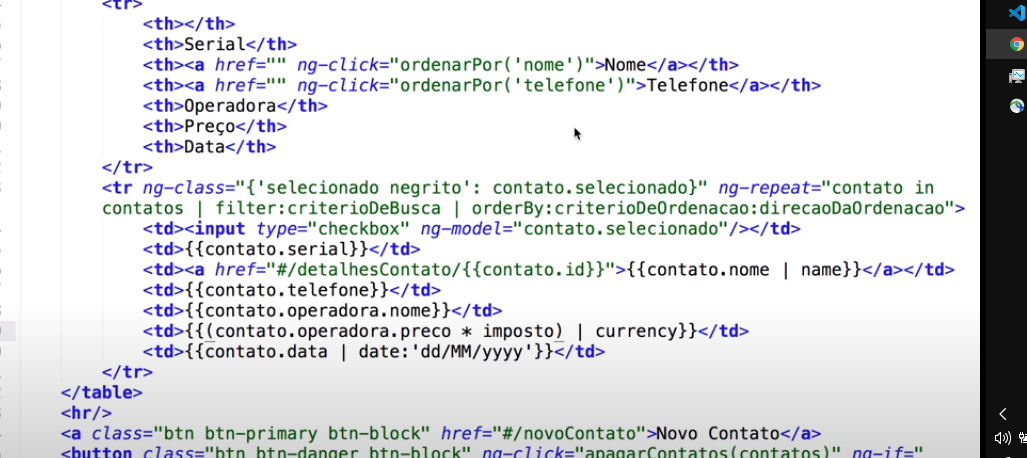 <tr>
<th></th>
<th>Serial</th>
<th><a href="" ng-click="ordenarPor('nome')">Nome</a></th>
<th><a href="" ng-click="ordenarPor('telefone')">Telefone</a></th>
<th>Operadora</th>
<th>Preço</th>
<th>Data</th>
</tr>
<tr ng-class="{'selecionado negrito': contato.selecionado}" ng-repeat="contato in
contatos | filter:criterioDeBusca | orderBy:criterioDeOrdenacao:direcaoDaOrdenacao">
<td><input type="checkbox" ng-model="contato.selecionado"/></td>
<td>{{contato.serial}}</td>
<td><a href="#/detalhesContato/{{contato.id}}">{{contato.nome | name}}</a></td>
<td>{{contato.telefone}}</td>
<td>{{contato.operadora.nome}}</td>
<td>{{(contato.operadora.preco * imposto) | currency}}</td>
<td>{{contato.data | date:'dd/MM/yyyy'}}</td>
</tr>
</table>
<hr/>
<a class="btn btn-primary btn-block" href="#/novoContato">Novo Contato</a>
<button class="btn btn-danger btn-block" ng-click="apagarContatos(contatos)" ng-if="